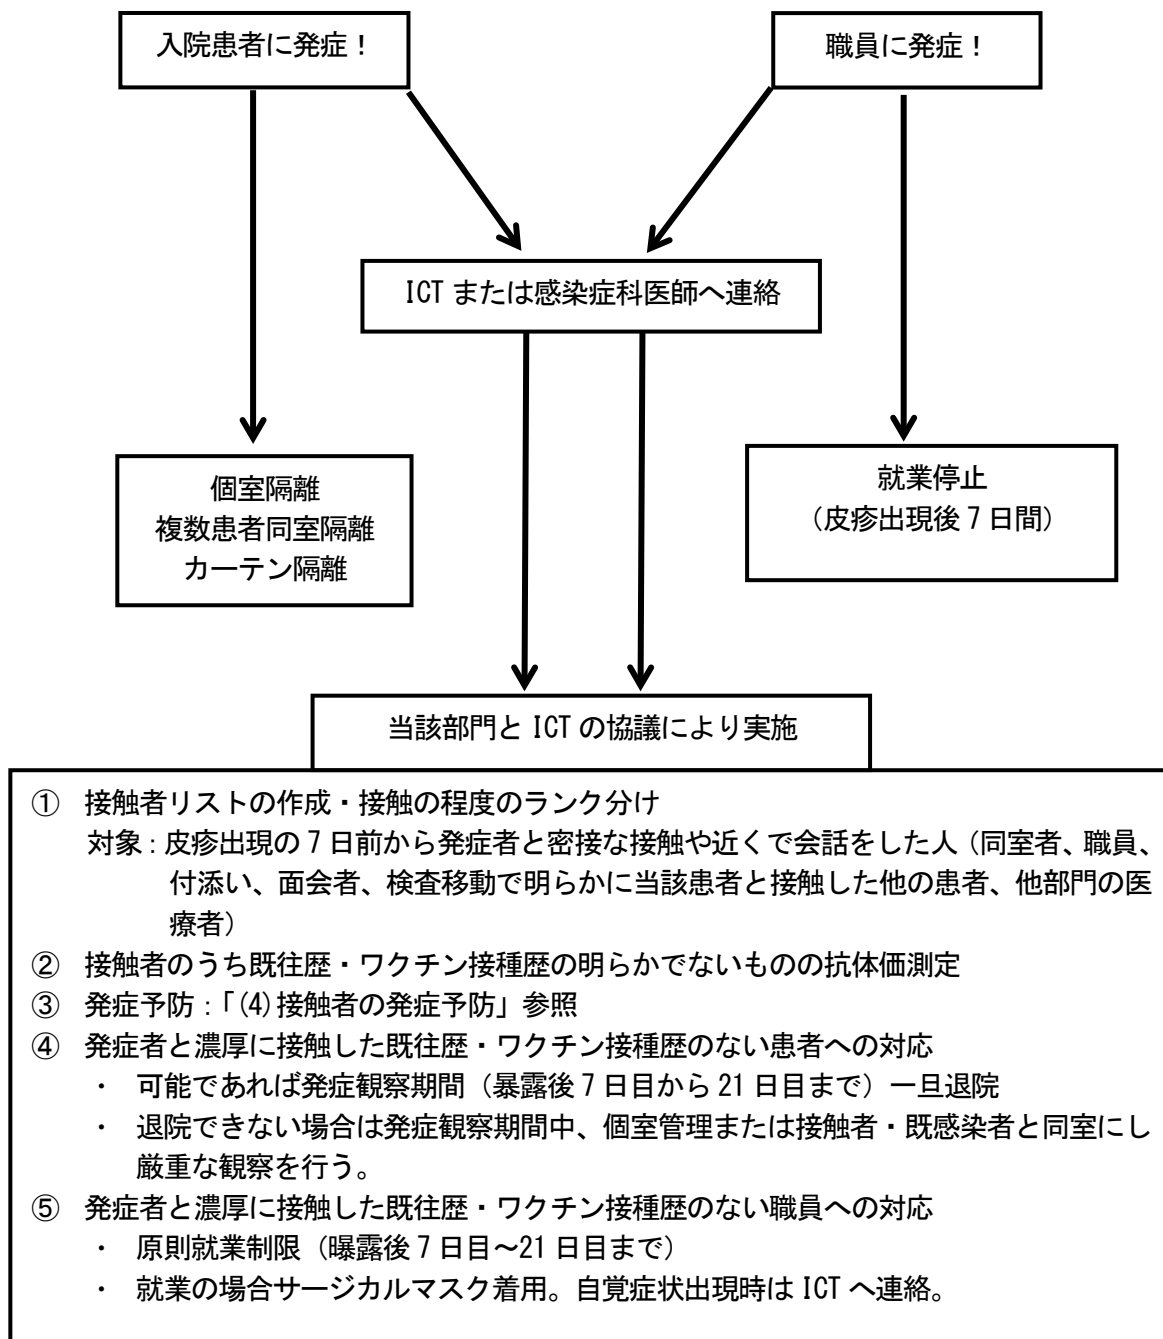 入院患者に発症！
職員に発症！
ICT または感染症科医師へ連絡
個室隔離
複数患者同室隔離
カーテン隔離
就業停止
（皮疹出現後 7 日間）
当該部門と ICT の協議により実施
① 接触者リストの作成・接触の程度のランク分け
対象：皮疹出現の 7 日前から発症者と密接な接触や近くで会話をした人（同室者、職員、
付添い、面会者、検査移動で明らかに当該患者と接触した他の患者、他部門の医
療者）
② 接触者のうち既往歴・ワクチン接種歴の明らかでないものの抗体価測定
③ 発症予防：「(4)接触者の発症予防」参照
④ 発症者と濃厚に接触した既往歴・ワクチン接種歴のない患者への対応
・ 可能であれば発症観察期間（暴露後 7 日目から 21 日目まで）一旦退院
・ 退院できない場合は発症観察期間中、個室管理または接触者・既感染者と同室にし
厳重な観察を行う。
⑤ 発症者と濃厚に接触した既往歴・ワクチン接種歴のない職員への対応
・ 原則就業制限（曝露後 7 日目～21 日目まで）
・ 就業の場合サージカルマスク着用。自覚症状出現時は ICT へ連絡。